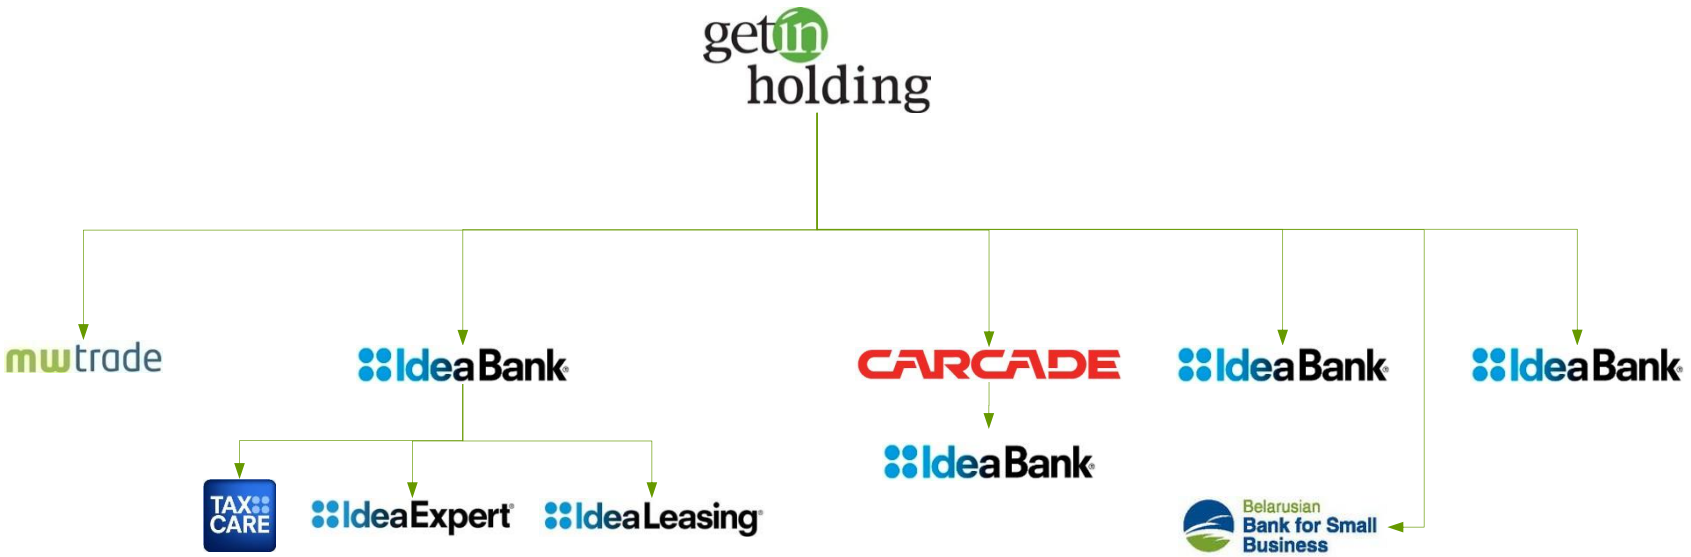 getin
holding
mwtrade
IdeaBank®
CARCADE
IdeaBank®
IdeaBank®
IdeaBank®
TAX
CARE
IdeaExpert®
IdeaLeasing®
Belarusian
Bank for Small
Business